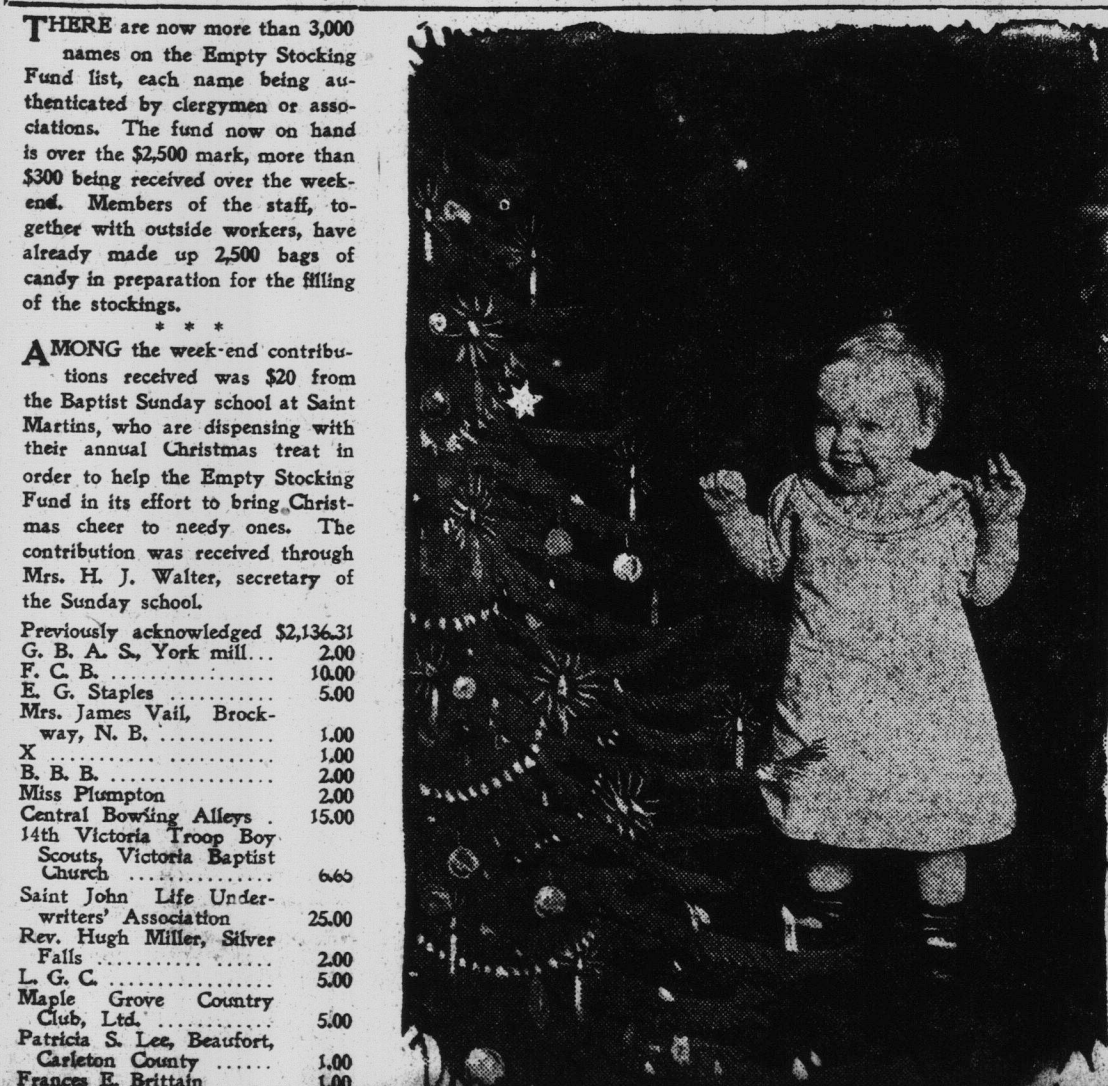 THERE are now more than 3,000
names on the Empty Stocking
Fund list, each name being au-
thenticated by clergymen or asso-
ciations. The fund now on hand
is over the $2,500 mark, more than
$300 being received over the week-
end. Members of the staff, to-
gether with outside workers, have
already made up 2,500 bags of
candy in preparation for the filling
of the stockings.
* * *
AMONG the week-end contribu-
tions received was $20 from
the Baptist Sunday school at Saint
Martins, who are dispensing with
their annual Christmas treat in
order to help the Empty Stocking
Fund in its effort to bring Christ-
mas cheer to needy ones. The
contribution was received through
Mrs. H. J. Walter, secretary of
the Sunday school.
Previously acknowledged $2,136.31
G. B. A. S., York mill... 2.00
F. C. B. ................ 10.00
E. G. Staples ........... 5.00
Mrs. James Vail, Brock-
way, N. B. ............ 1.00
X ....................... 1.00
B. B. B. ................ 2.00
Miss Plumpton 2.00
Central Bowling Alleys . 15.00
14th Victoria Troop Boy
Scouts, Victoria Baptist
Church ............... 6.65
Saint John Life Under-
writers' Association 25.00
Rev. Hugh Miller, Silver
Falls ................. 2.00
L. G. C. ................ 5.00
Maple Grove Country
Club, Ltd. ............ 5.00
Patricia S. Lee, Beaufort,
Carleton County ...... 1.00
Frances E. Brittain 1.00